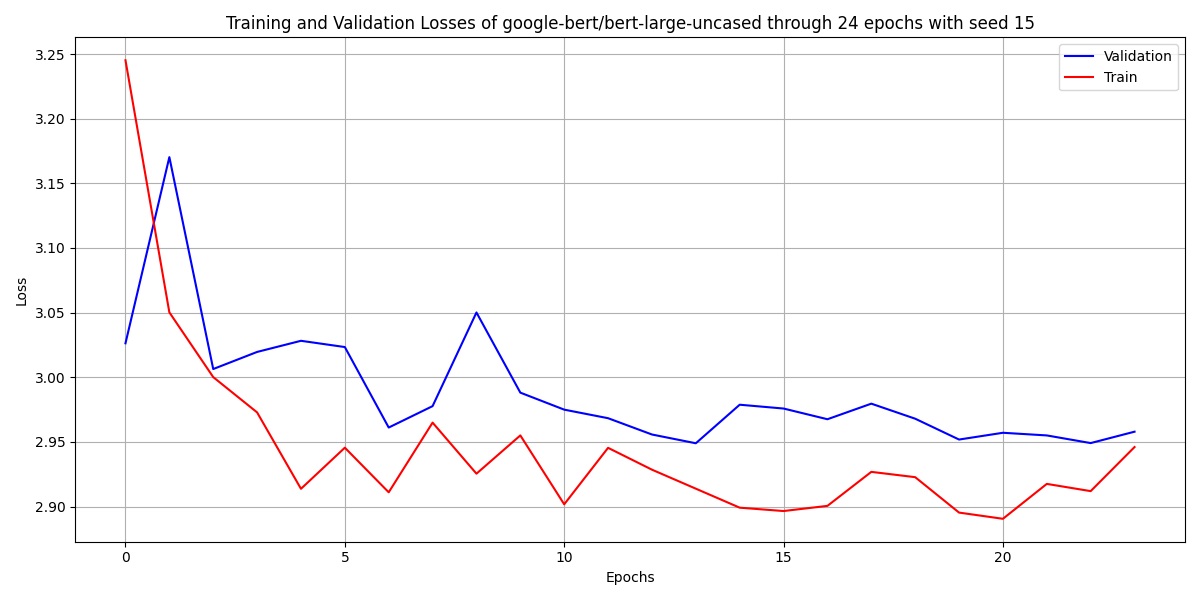 Training and Validation Losses of google-bert/bert-large-uncased through 24 epochs with seed 15
Validation
Train
3.25
3.20
3.15
3.10
3.05
3.00
2.95
2.90
Loss
0
5
10
15
20
Epochs